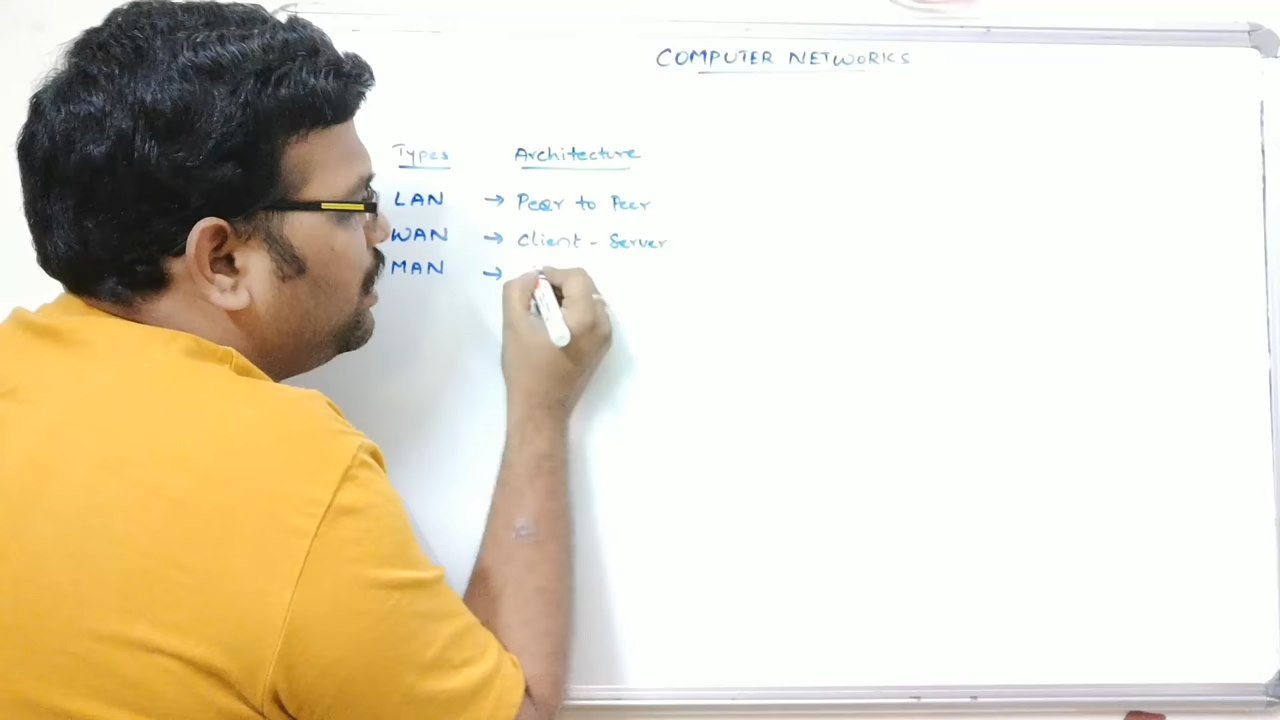 COMPUTER NETWORKS
Types Architecture
LAN → Peer to Peer
WAN → Client - Server
MAN →